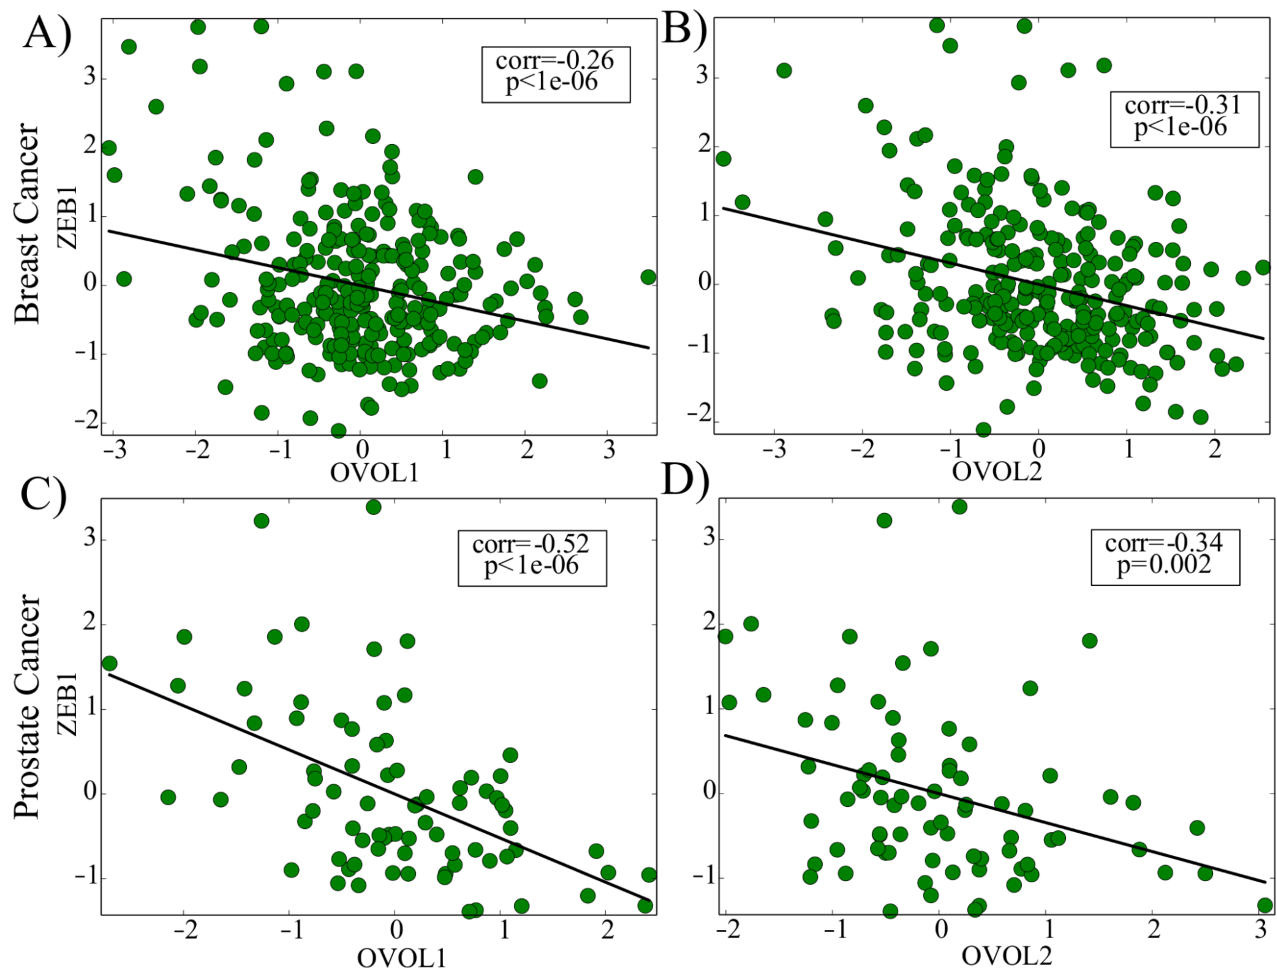 A)
corr=-0.26
p<1e-06
Breast Cancer
ZEB1
3
2
1
0
−1
−2
−3 −2 −1 0 1 2 3
OVOL1
B)
corr=-0.31
p<1e-06
3
2
1
0
−1
−2
−3 −2 −1 0 1 2
OVOL2
C)
corr=-0.52
p<1e-06
Prostate Cancer
ZEB1
3
2
1
0
−1
−2 −1 0 1 2
OVOL1
D)
corr=-0.34
p=0.002
3
2
1
0
−1
−2 −1 0 1 2 3
OVOL2